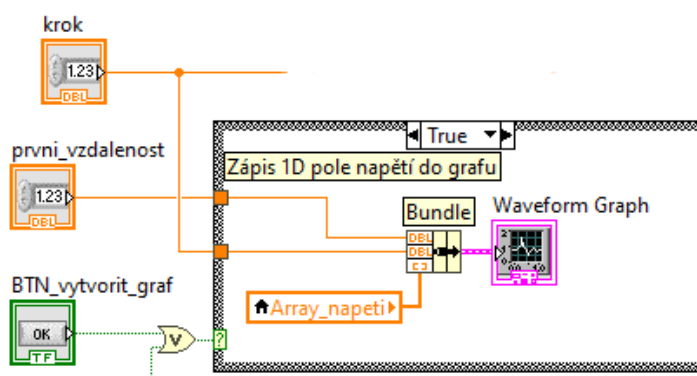 krok
1.23
DBL
True
prvni_vzdalenost
Zápis 1D pole napětí do grafu
1.23
DBL
Bundle
Waveform Graph
DBL
DBL
BTN_vytvorit_graf
Array_napeti
OK
TF
V
?